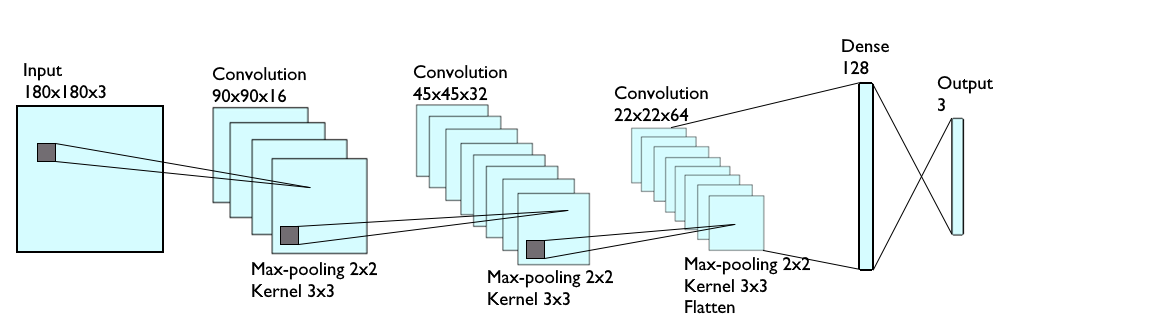 Input
180x180x3
Convolution
90x90x16
Max-pooling 2x2
Kernel 3x3
Convolution
45x45x32
Max-pooling 2x2
Kernel 3x3
Convolution
22x22x64
Max-pooling 2x2
Kernel 3x3
Flatten
Dense
128
Output
3